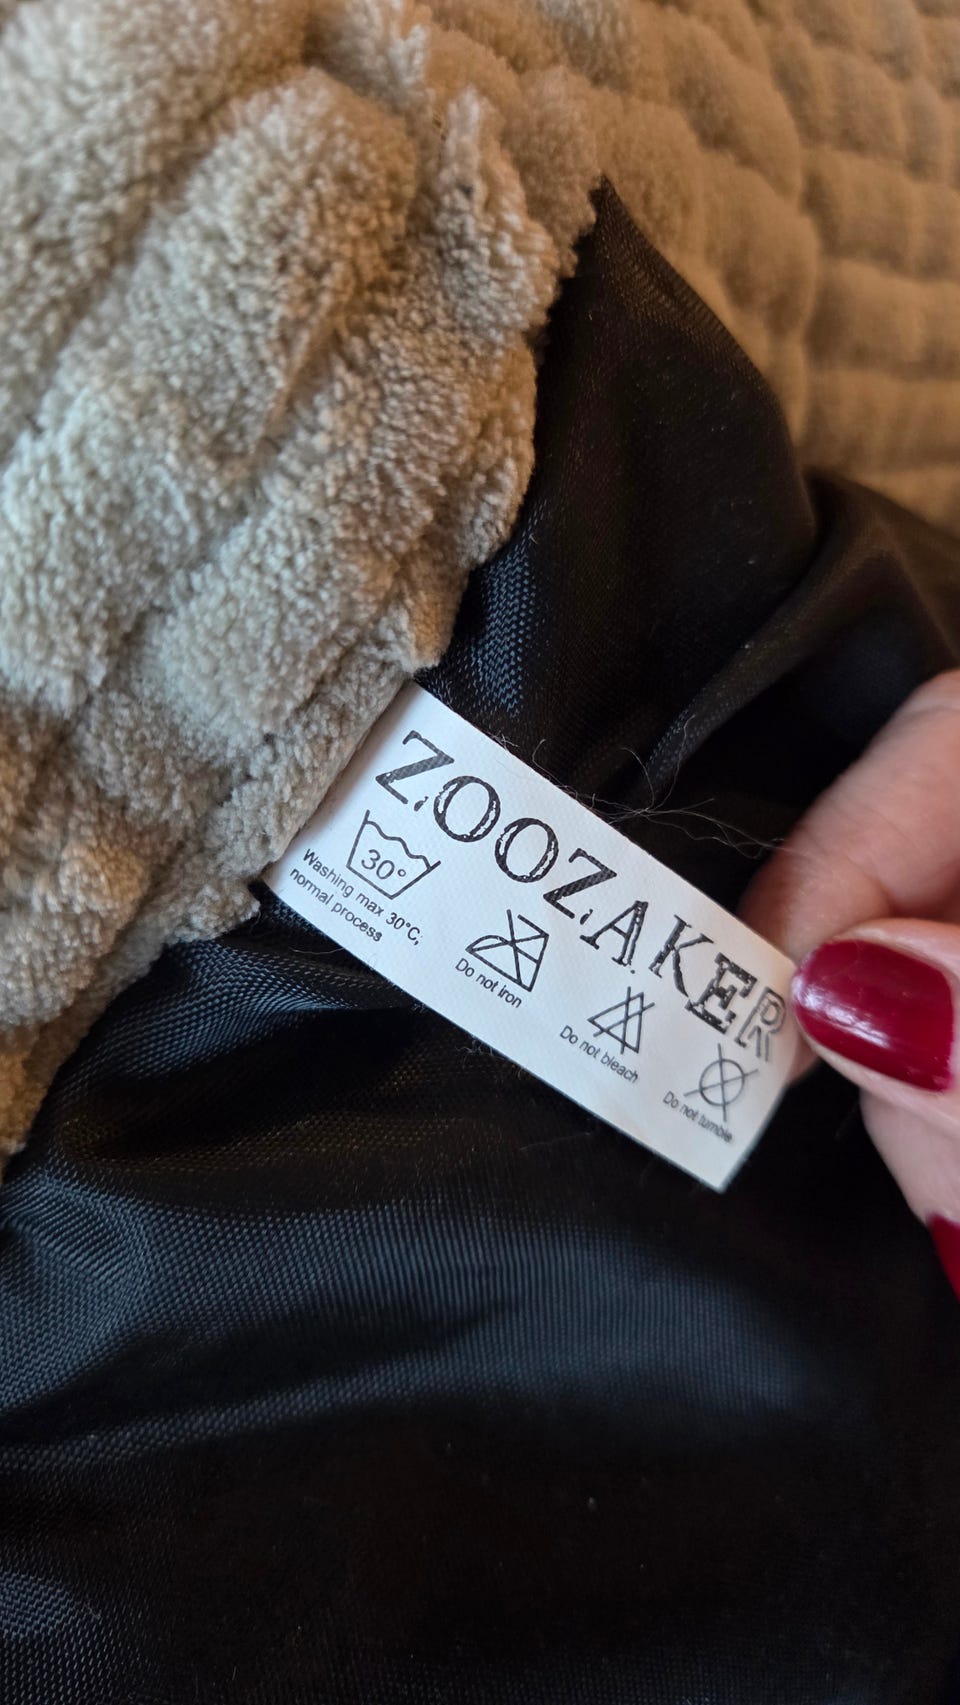 ZOOZAKER
30°
Washing max 30°C;
normal process
Do not iron
Do not bleach
Do not tumble